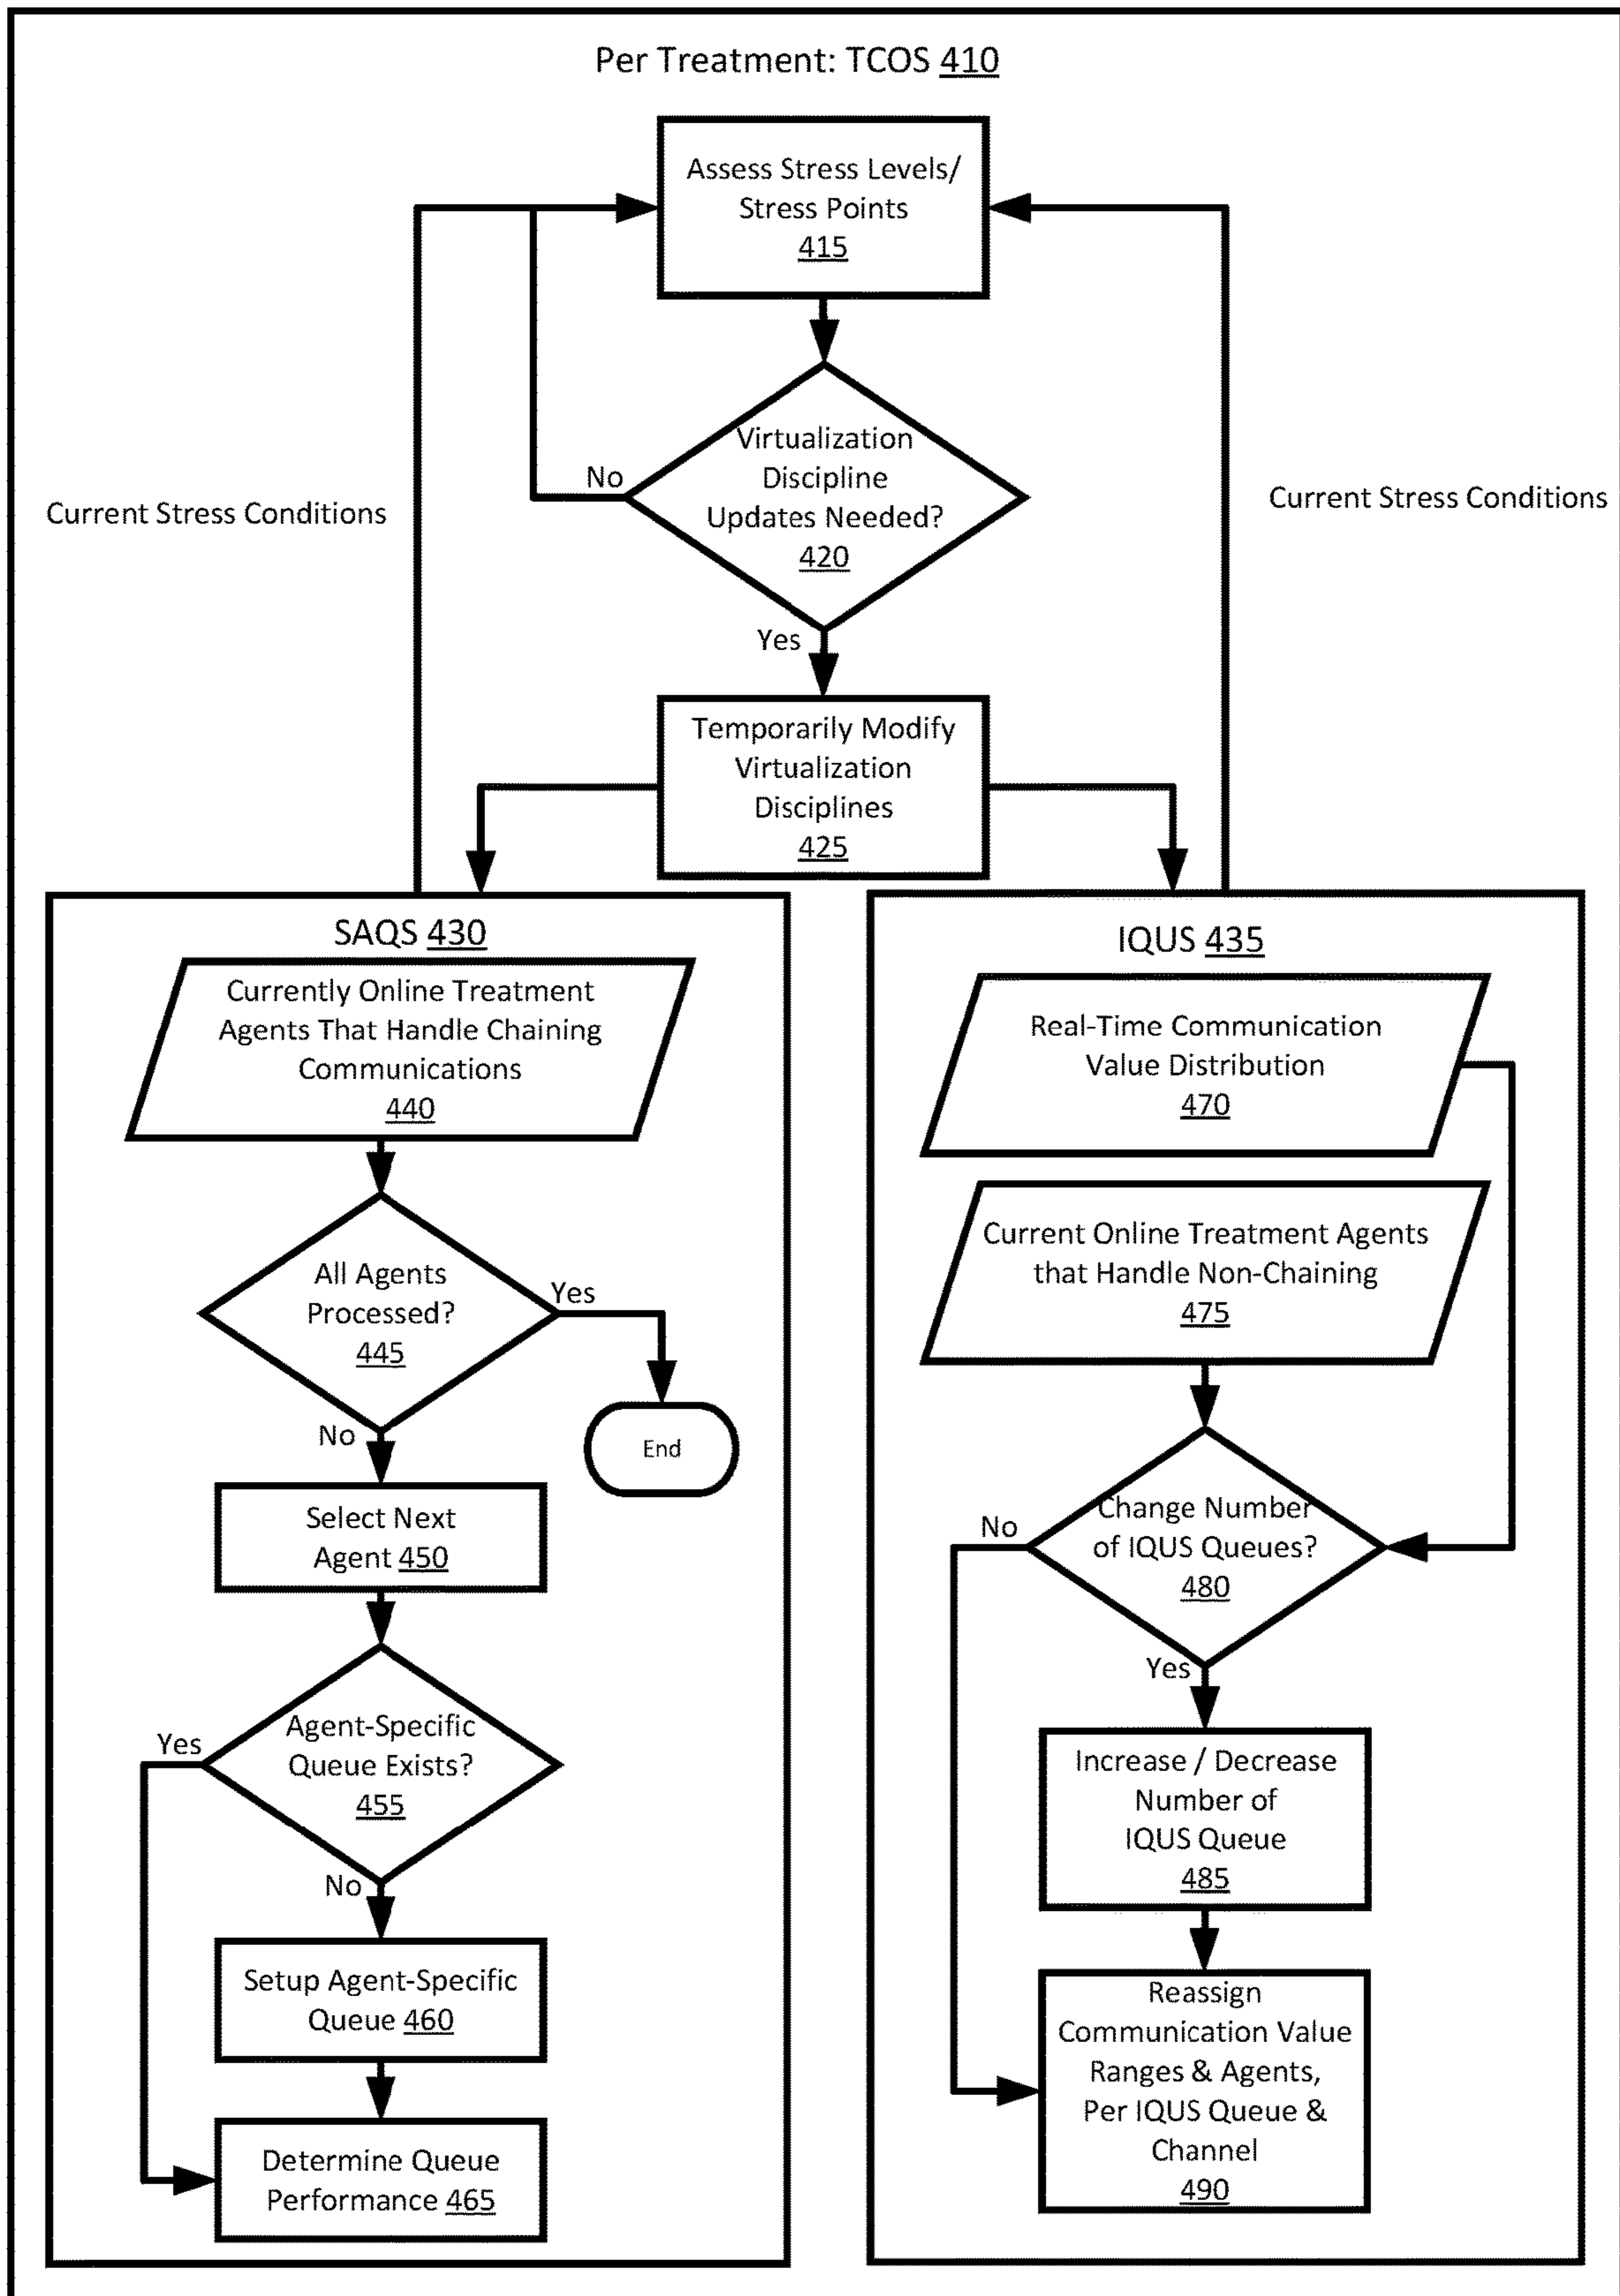 Per Treatment: TCOS 410
Assess Stress Levels/
Stress Points
415
Virtualization
Discipline
Updates Needed?
420
No
Yes
Current Stress Conditions
Current Stress Conditions
Temporarily Modify
Virtualization
Disciplines
425
SAQS 430
Currently Online Treatment
Agents That Handle Chaining
Communications
440
All Agents
Processed?
445
Yes
End
No
Select Next
Agent 450
Agent-Specific
Queue Exists?
455
Yes
No
Setup Agent-Specific
Queue 460
Determine Queue
Performance 465
IQUS 435
Real-Time Communication
Value Distribution
470
Current Online Treatment Agents
that Handle Non-Chaining
475
Change Number
of IQUS Queues?
480
No
Yes
Increase / Decrease
Number of
IQUS Queue
485
Reassign
Communication Value
Ranges & Agents,
Per IQUS Queue &
Channel
490